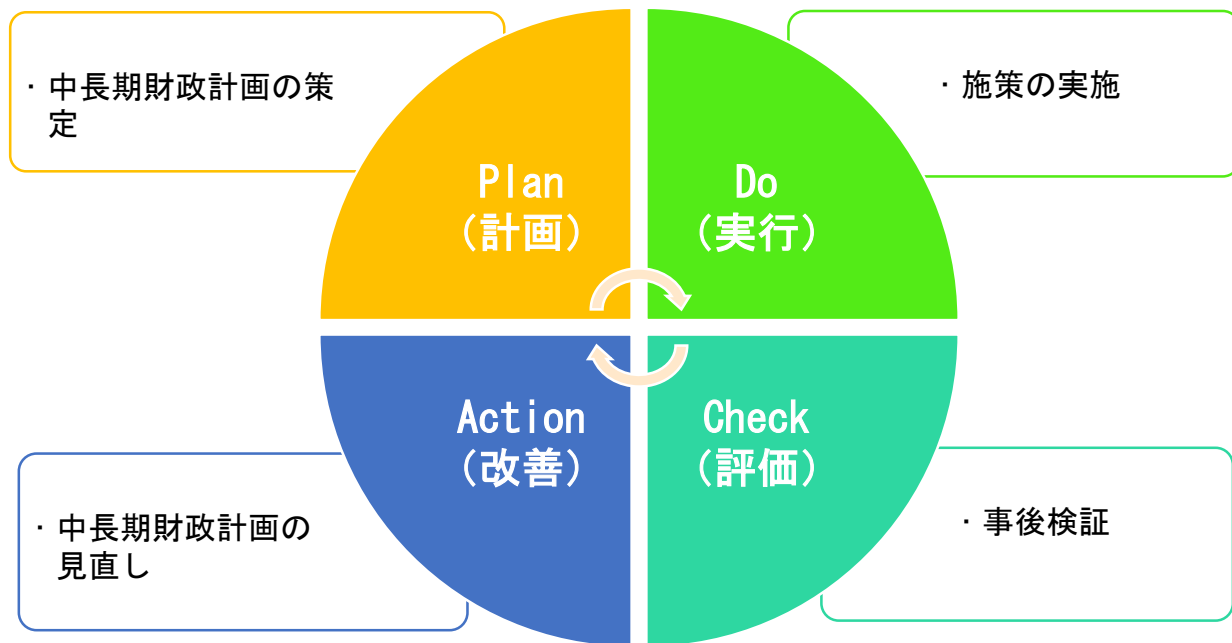 ・中長期財政計画の策
定
Plan
(計画)
Do
(実行)
・施策の実施
・中長期財政計画の
見直し
Action
(改善)
Check
(評価)
・事後検証